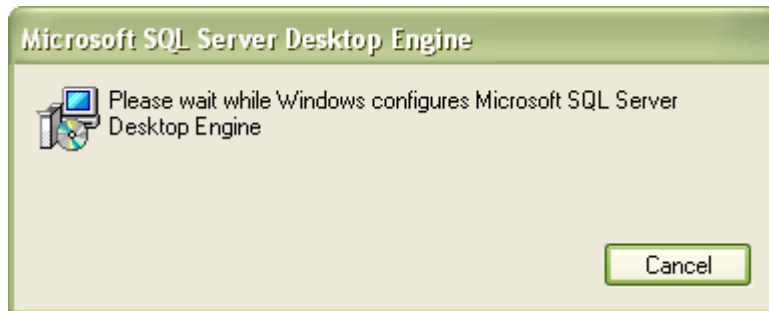 Microsoft SQL Server Desktop Engine
Please wait while Windows configures Microsoft SQL Server
Desktop Engine
Cancel